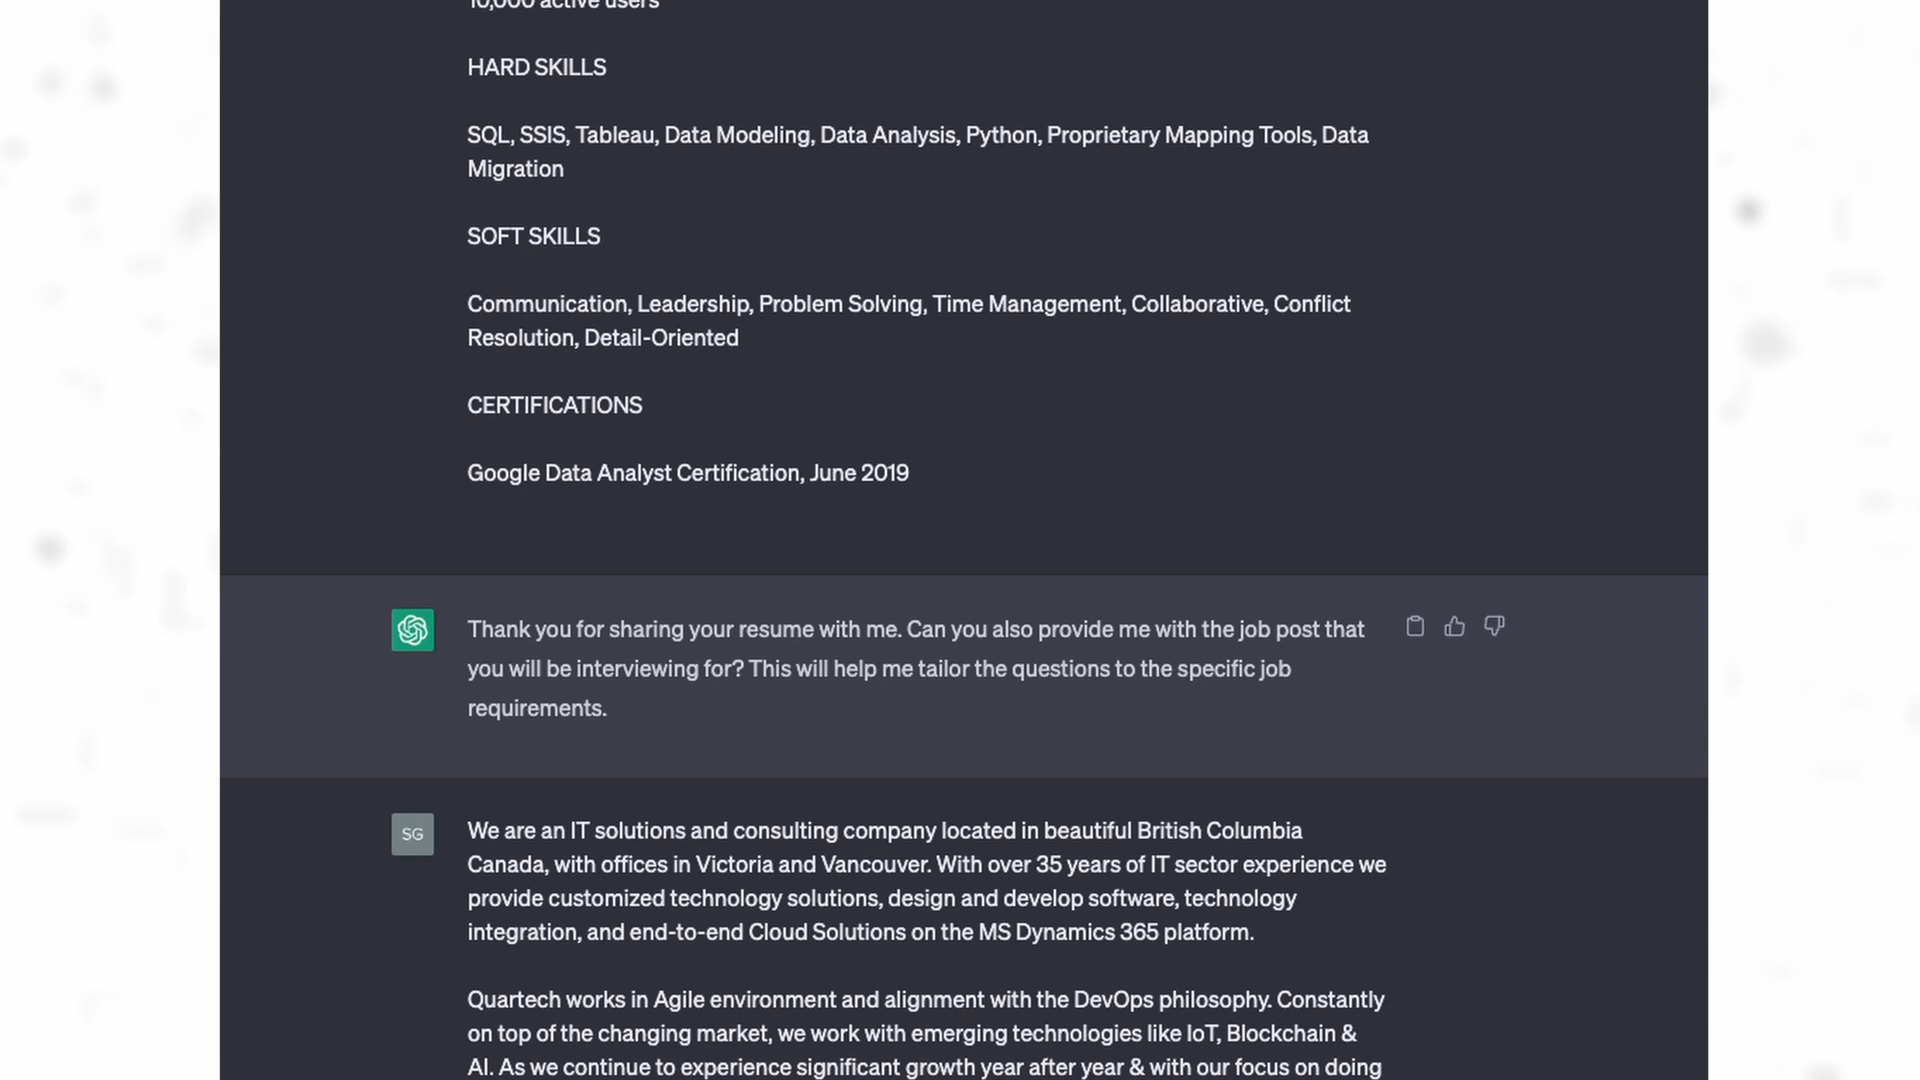 10,000 active users
HARD SKILLS
SQL, SSIS, Tableau, Data Modeling, Data Analysis, Python, Proprietary Mapping Tools, Data
Migration
SOFT SKILLS
Communication, Leadership, Problem Solving, Time Management, Collaborative, Conflict
Resolution, Detail-Oriented
CERTIFICATIONS
Google Data Analyst Certification, June 2019
Thank you for sharing your resume with me. Can you also provide me with the job post that
you will be interviewing for? This will help me tailor the questions to the specific job
requirements.
SG
We are an IT solutions and consulting company located in beautiful British Columbia
Canada, with offices in Victoria and Vancouver. With over 35 years of IT sector experience we
provide customized technology solutions, design and develop software, technology
integration, and end-to-end Cloud Solutions on the MS Dynamics 365 platform.
Quartech works in Agile environment and alignment with the DevOps philosophy. Constantly
on top of the changing market, we work with emerging technologies like IoT, Blockchain &
AI. As we continue to experience significant growth year after year & with our focus on doing